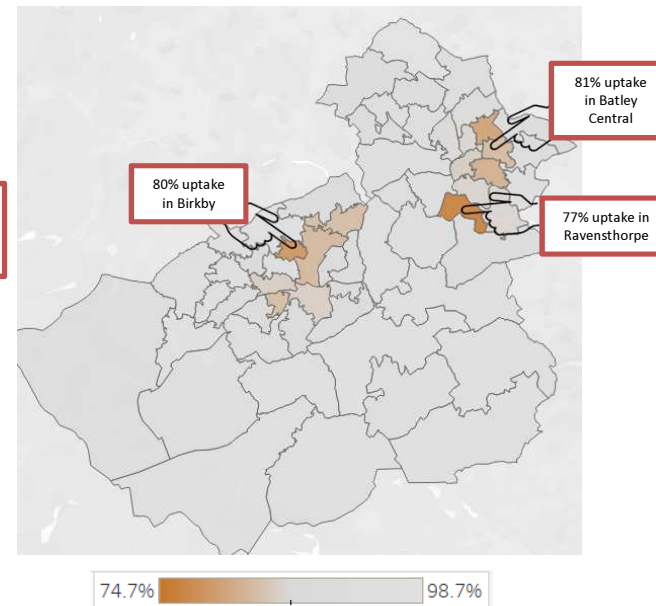 81% uptake
in Batley
Central
80% uptake
in Birkby
77% uptake in
Ravensthorpe
74.7%
98.7%